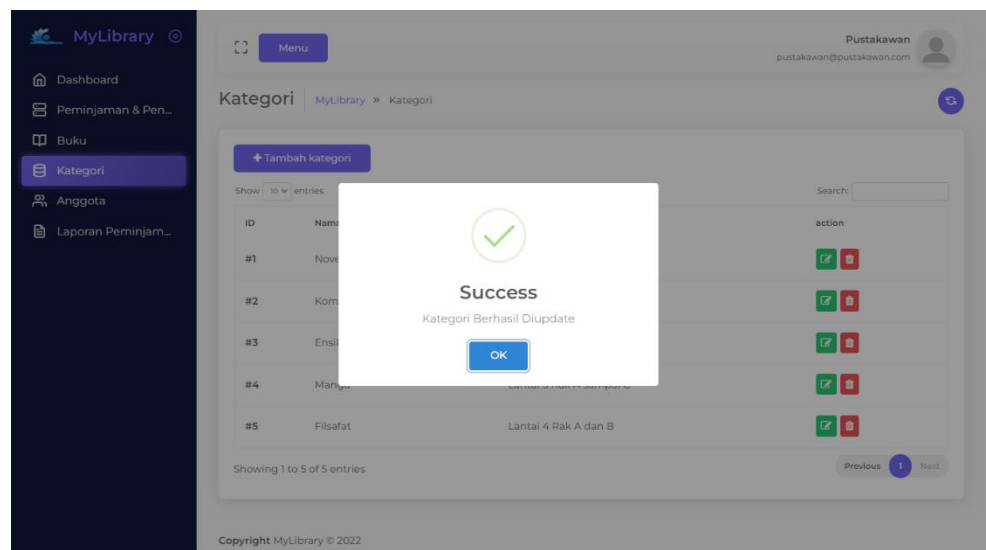 MyLibrary
Menu
Pustakawan
pustakawan@pustakawan.com
Dashboard
Peminjaman & Pen...
Buku
Kategori
Anggota
Laporan Peminjam...
Kategori
MyLibrary » Kategori
+ Tambah kategori
Show 10 entries
Search:
ID
action
#1
#2
#3
#4
#5 Filsafat Lantai 4 Rak A dan B
Success
Kategori Berhasil Diupdate
OK
Showing 1 to 5 of 5 entries
Previous 1 Next
Copyright MyLibrary © 2022